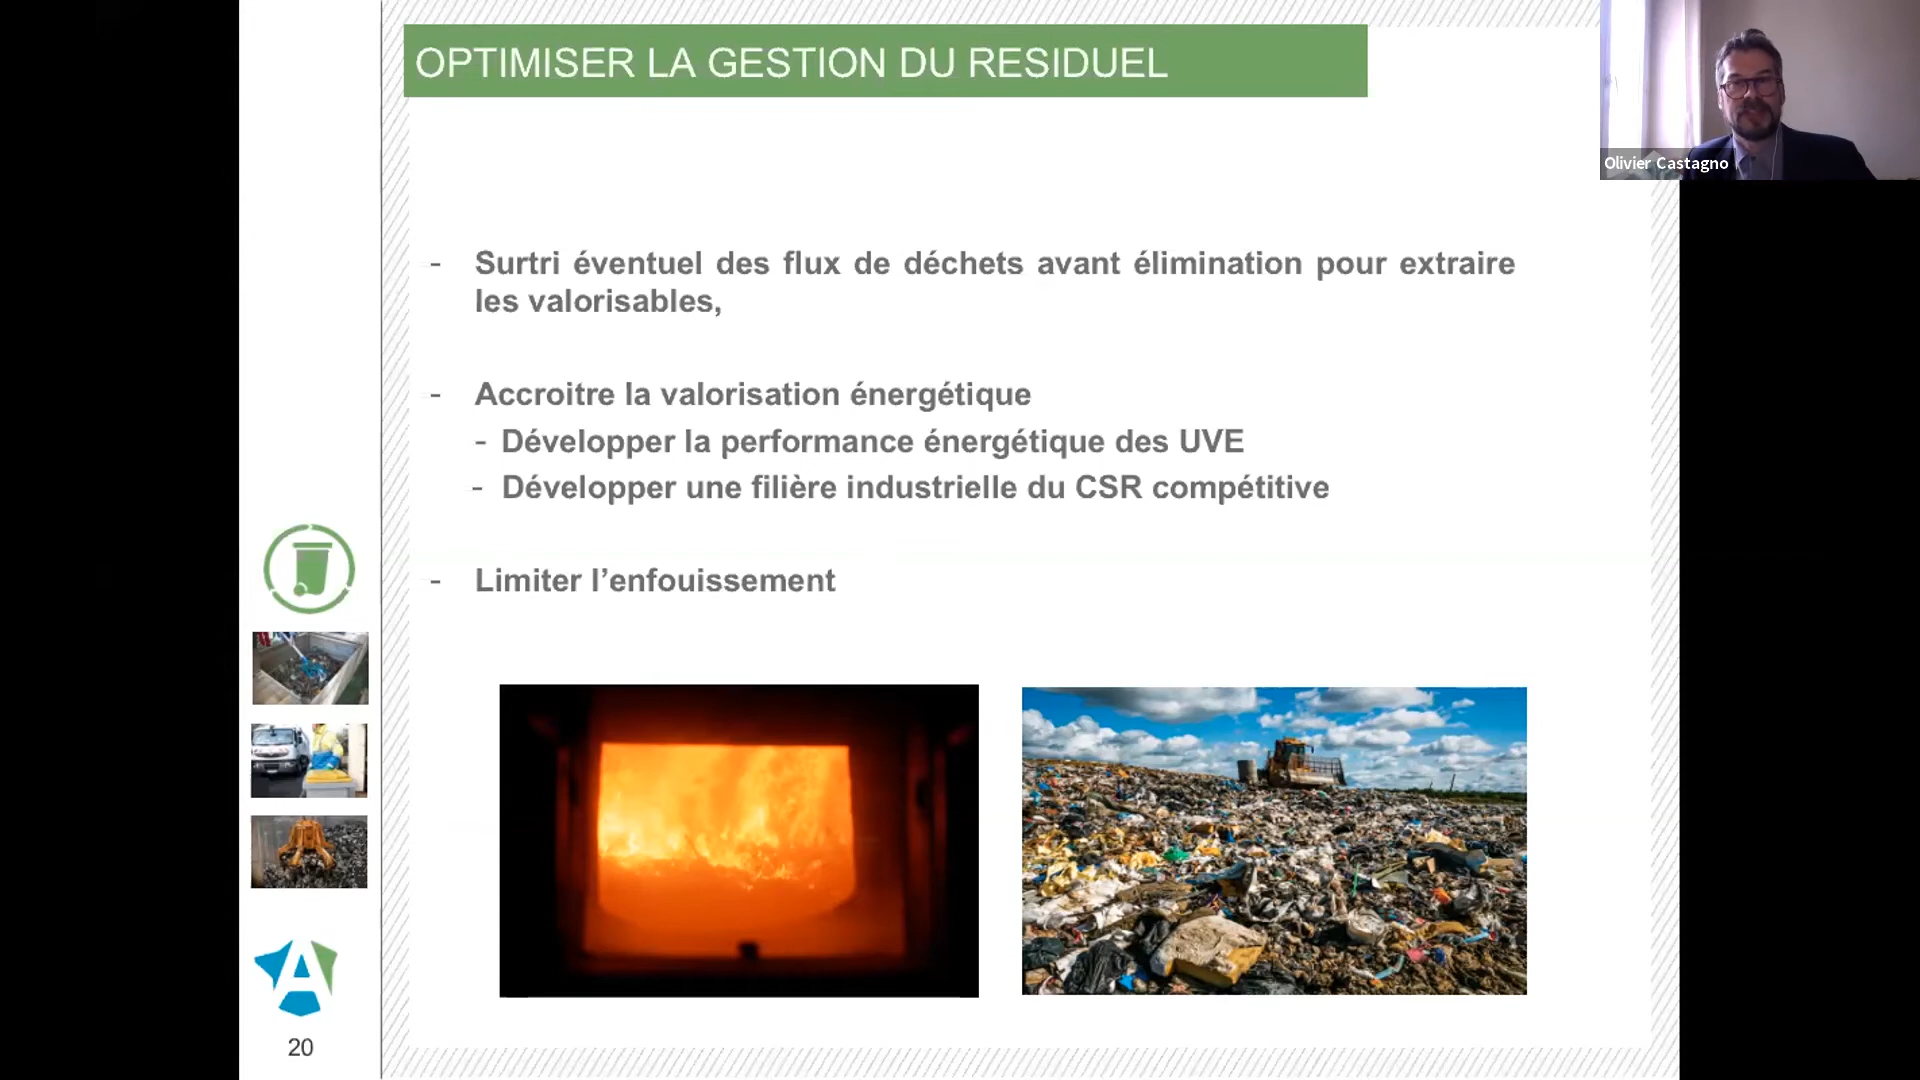 OPTIMISER LA GESTION DU RESIDUEL
Olivier Castagno
- Surtri éventuel des flux de déchets avant élimination pour extraire
les valorisables,
- Accroitre la valorisation énergétique
- Développer la performance énergétique des UVE
- Développer une filière industrielle du CSR compétitive
- Limiter l’enfouissement
20